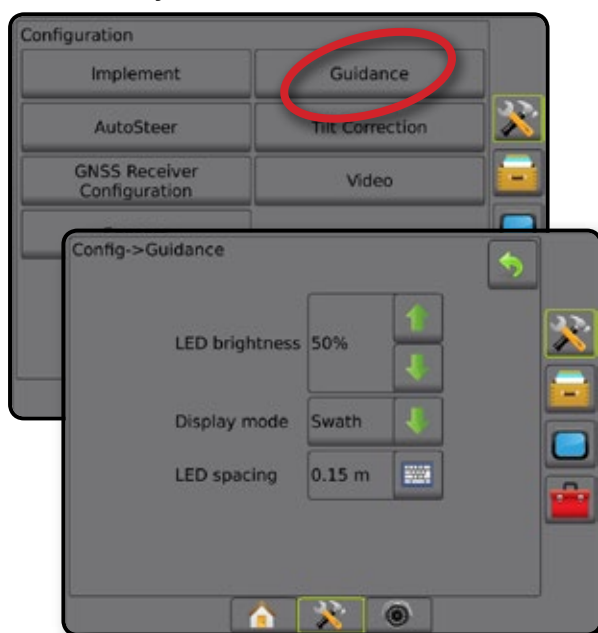 Configuration
Implement
Guidance
AutoSteer
Tilt Correction
GNSS Receiver
Configuration
Video
Config->Guidance
LED brightness 50%
Display mode Swath
LED spacing 0.15 m